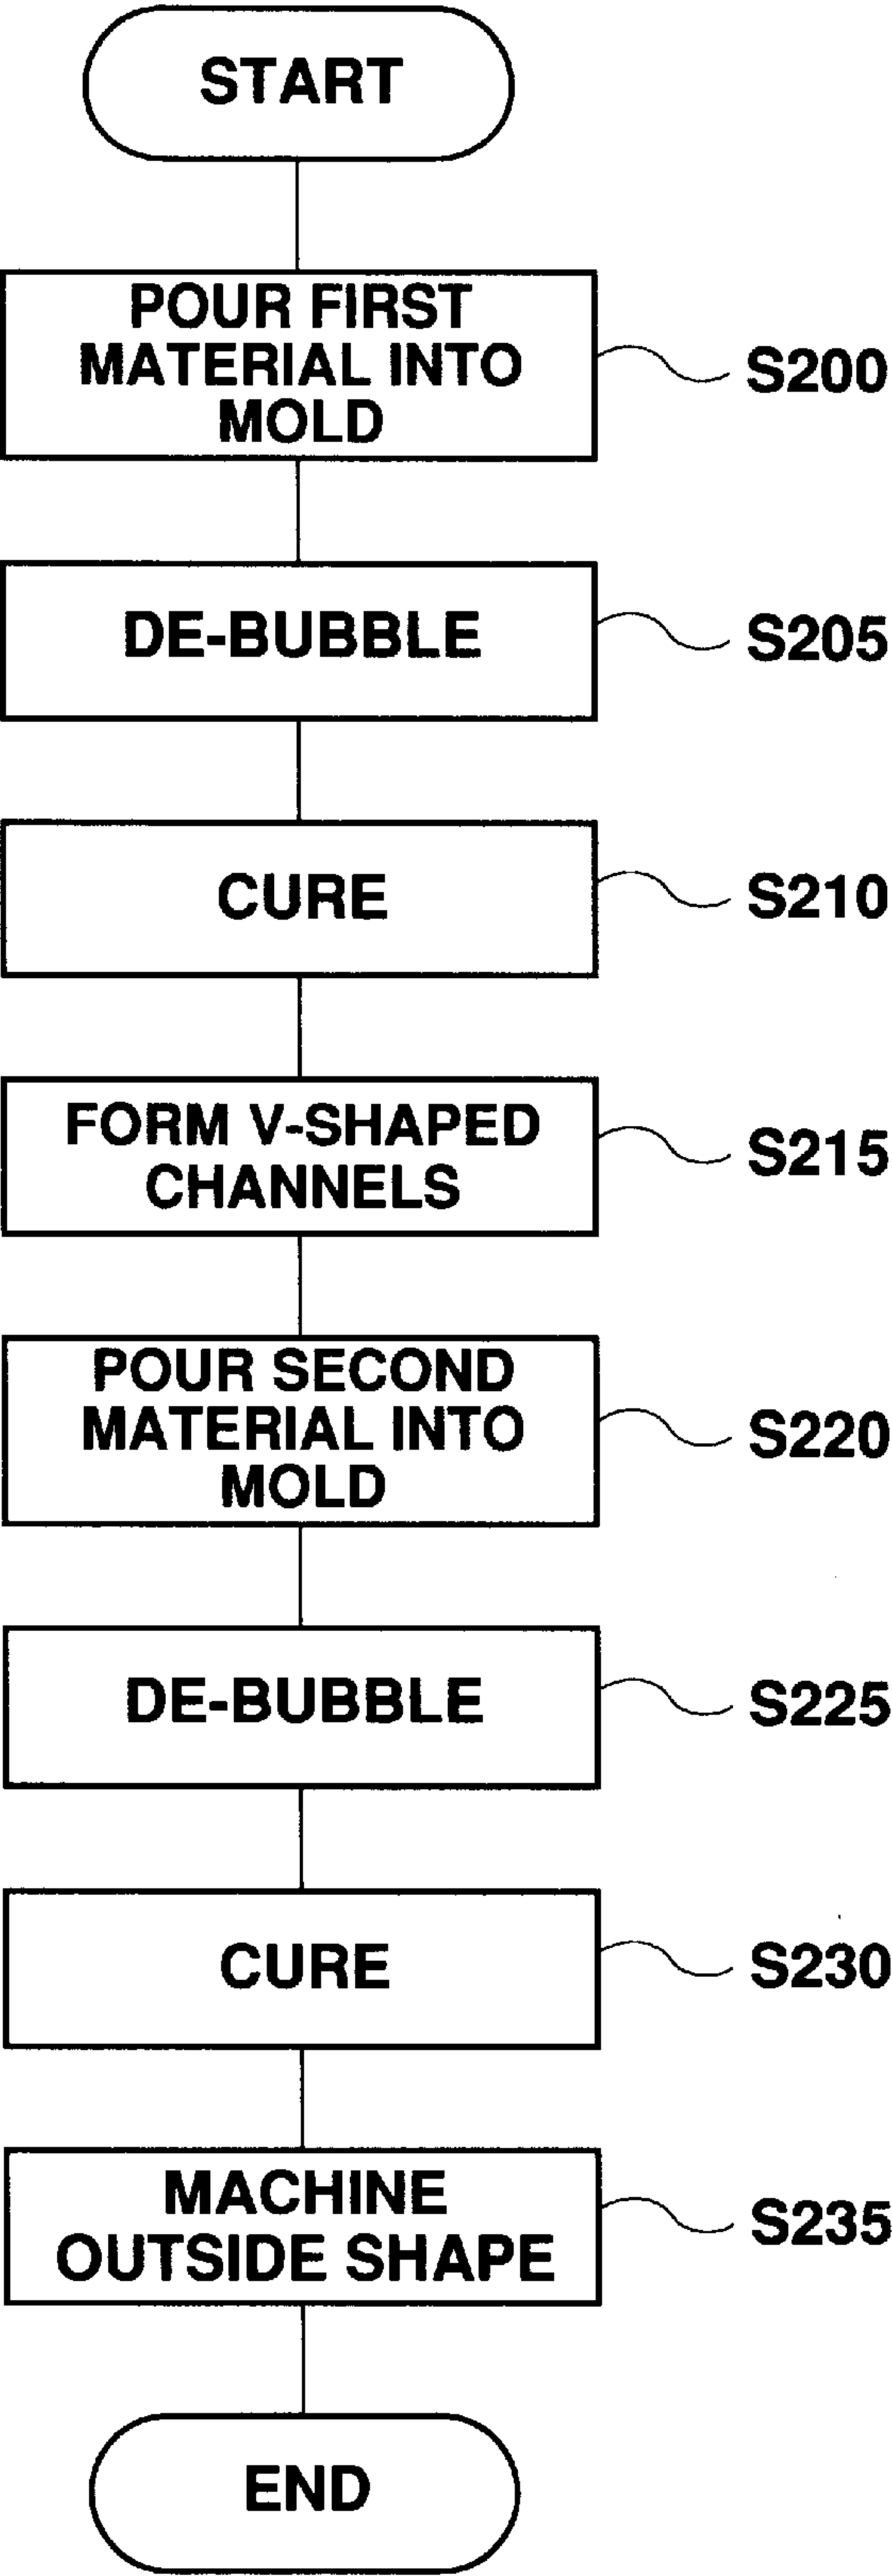 START
POUR FIRST
MATERIAL INTO
MOLD
S200
DE-BUBBLE
S205
CURE
S210
FORM V-SHAPED
CHANNELS
S215
POUR SECOND
MATERIAL INTO
MOLD
S220
DE-BUBBLE
S225
CURE
S230
MACHINE
OUTSIDE SHAPE
S235
END